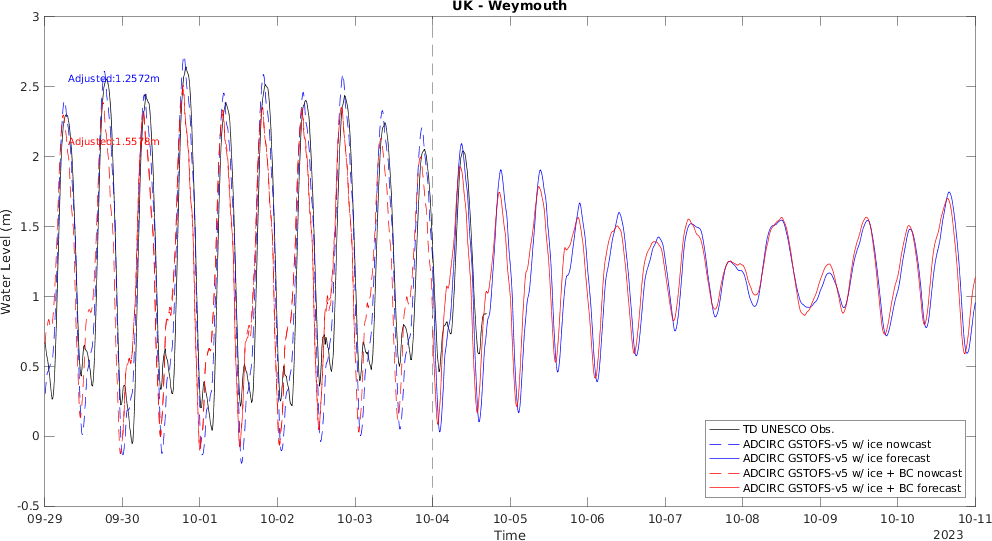 UK - Weymouth
3
2.5
2
1.5
1
0.5
0
-0.5
Water Level (m)
Adjusted:1.2572m
Adjusted:1.5578m
TD UNESCO Obs.
ADCIRC GSTOFS-v5 w/ ice nowcast
ADCIRC GSTOFS-v5 w/ ice forecast
ADCIRC GSTOFS-v5 w/ ice + BC nowcast
ADCIRC GSTOFS-v5 w/ ice + BC forecast
09-29 09-30 10-01 10-02 10-03 10-04 10-05 10-06 10-07 10-08 10-09 10-10 10-11
Time
2023